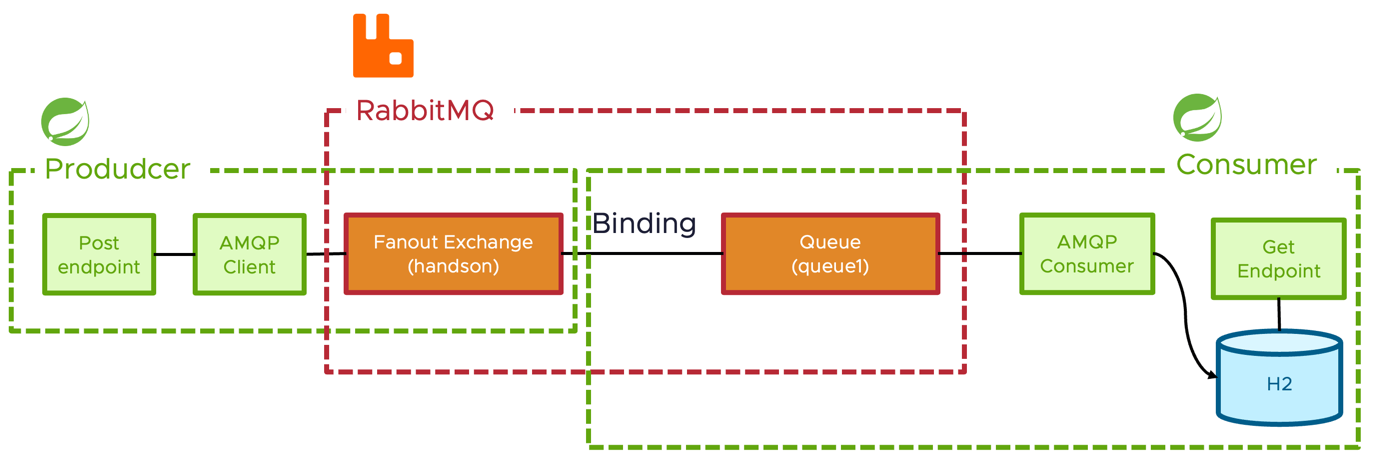 RabbitMQ
Produdcer
Consumer
Post
endpoint
AMQP
Client
Fanout Exchange
(handson)
Binding
Queue
(queue1)
AMQP
Consumer
Get
Endpoint
H2